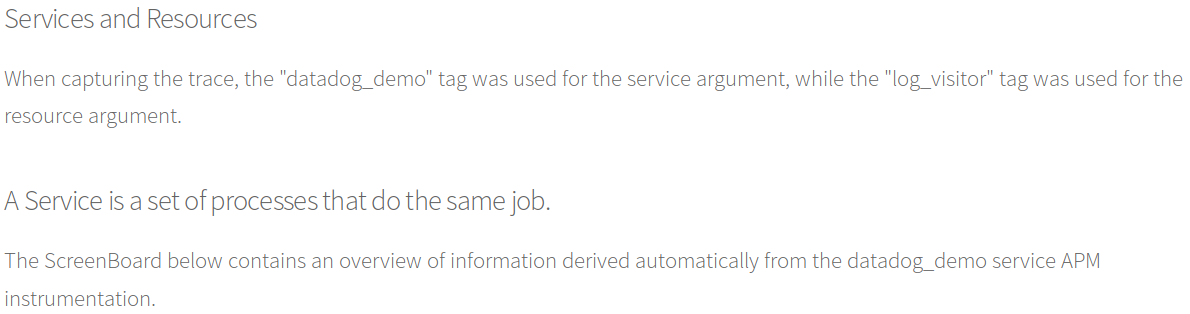 Services and Resources
When capturing the trace, the "datadog_demo" tag was used for the service argument, while the "log_visitor" tag was used for the
resource argument.
A Service is a set of processes that do the same job.
The ScreenBoard below contains an overview of information derived automatically from the datadog_demo service APM
instrumentation.